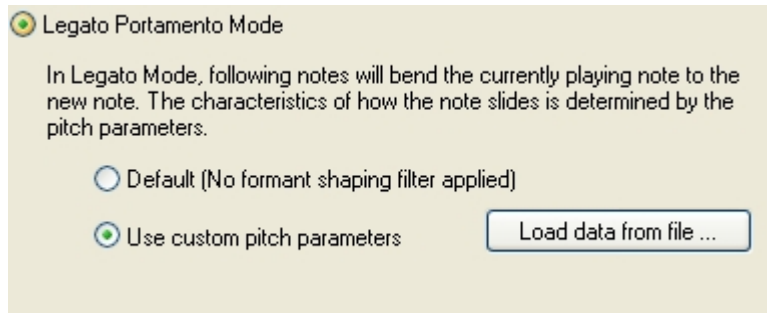 Legato Portamento Mode
In Legato Mode, following notes will bend the currently playing note to the
new note. The characteristics of how the note slides is determined by the
pitch parameters.
Default (No formant shaping filter applied)
Use custom pitch parameters
Load data from file ...